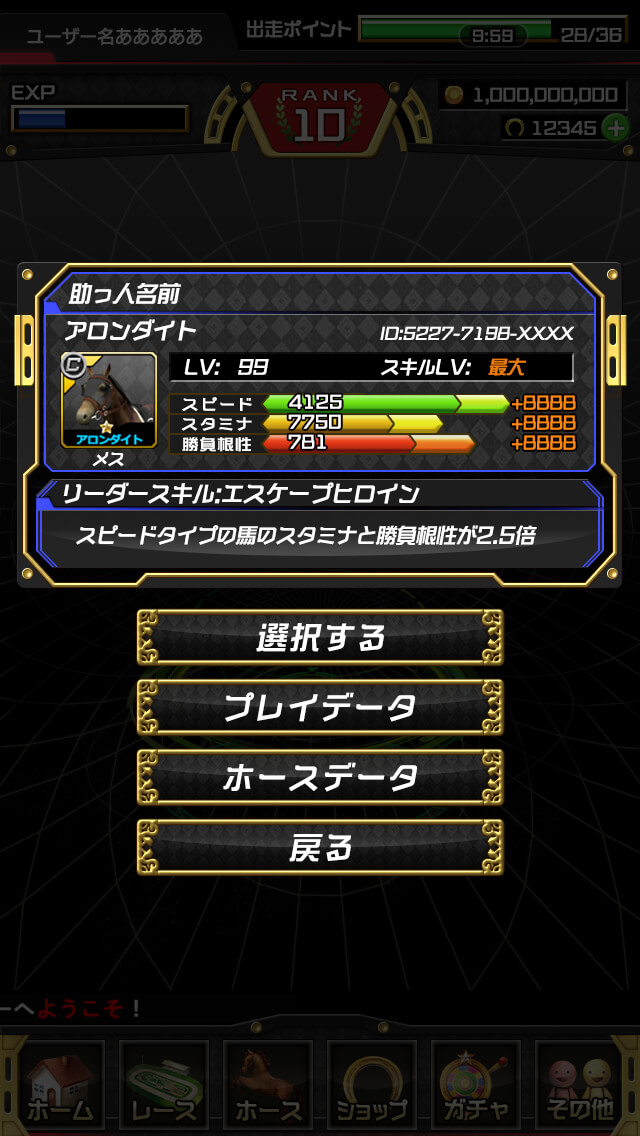 ユーザー名あああああ
出走ポイント
9:59
28/36
EXP
RANK
10
1,000,000,000
12345
助っ人名前
アロンダイト
ID:5227-7198-XXXX
C
アロンダイト
メス
LV: 99
スキルLV: 最大
スピード 4125 +8888
スタミナ 7750 +8888
勝負根性 781 +8888
リーダースキル:エスケープヒロイン
スピードタイプの馬のスタミナと勝負根性が2.5倍
選択する
プレイデータ
ホースデータ
戻る
ーへようこそ!
ホーム
レース
ホース
ショップ
ガチャ
その他